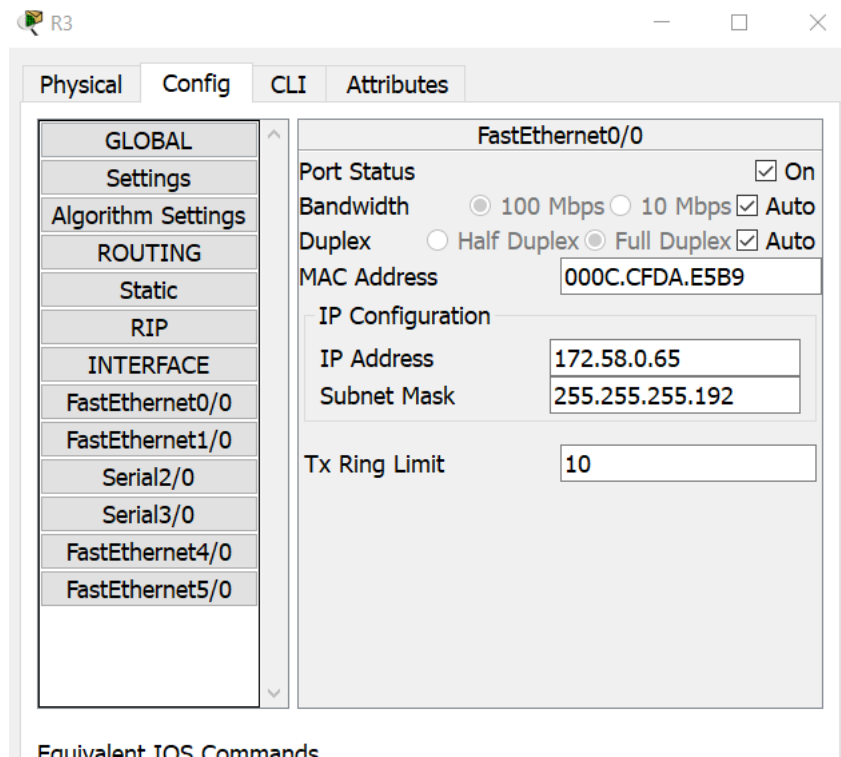 R3
Physical Config CLI Attributes
GLOBAL
Settings
Algorithm Settings
ROUTING
Static
RIP
INTERFACE
FastEthernet0/0
FastEthernet1/0
Serial2/0
Serial3/0
FastEthernet4/0
FastEthernet5/0
FastEthernet0/0
Port Status On
Bandwidth 100 Mbps 10 Mbps Auto
Duplex Half Duplex Full Duplex Auto
MAC Address 000C.CFDA.E5B9
IP Configuration
IP Address 172.58.0.65
Subnet Mask 255.255.255.192
Tx Ring Limit 10
Equivalent IOS Commands